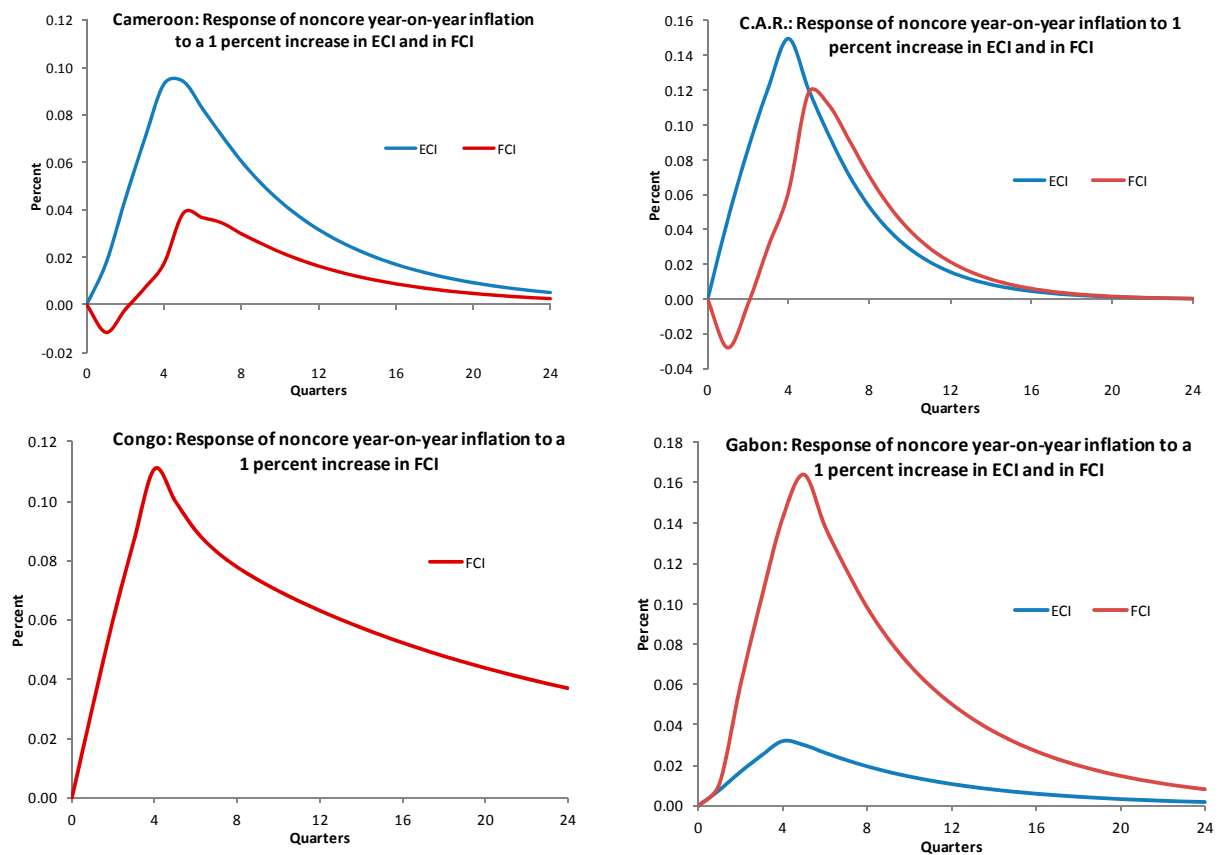 Cameroon: Response of noncore year-on-year inflation
to a 1 percent increase in ECI and in FCI
0.12
0.10
0.08
0.06
0.04
0.02
0.00
-0.02
Percent
ECI FCI
0 4 8 12 16 20 24
Quarters
C.A.R.: Response of noncore year-on-year inflation to 1
percent increase in ECI and in FCI
0.16
0.14
0.12
0.10
0.08
0.06
0.04
0.02
0.00
-0.02
-0.04
Percent
ECI FCI
0 4 8 12 16 20 24
Quarters
Congo: Response of noncore year-on-year inflation to a
1 percent increase in FCI
0.12
0.10
0.08
0.06
0.04
0.02
0.00
Percent
FCI
0 4 8 12 16 20 24
Quarters
Gabon: Response of noncore year-on-year inflation to a
1 percent increase in ECI and in FCI
0.18
0.16
0.14
0.12
0.10
0.08
0.06
0.04
0.02
0.00
Percent
ECI FCI
0 4 8 12 16 20 24
Quarters